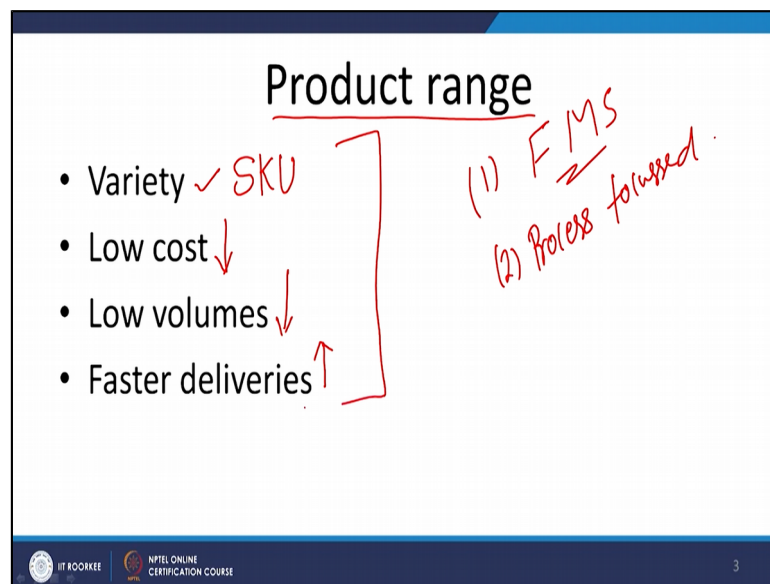 Product range
• Variety ✓ SKU
• Low cost ↓
• Low volumes ↓
• Faster deliveries ↑
(1) FMS
(2) Process focussed.
IIT ROORKEE
NPTEL ONLINE
CERTIFICATION COURSE
3